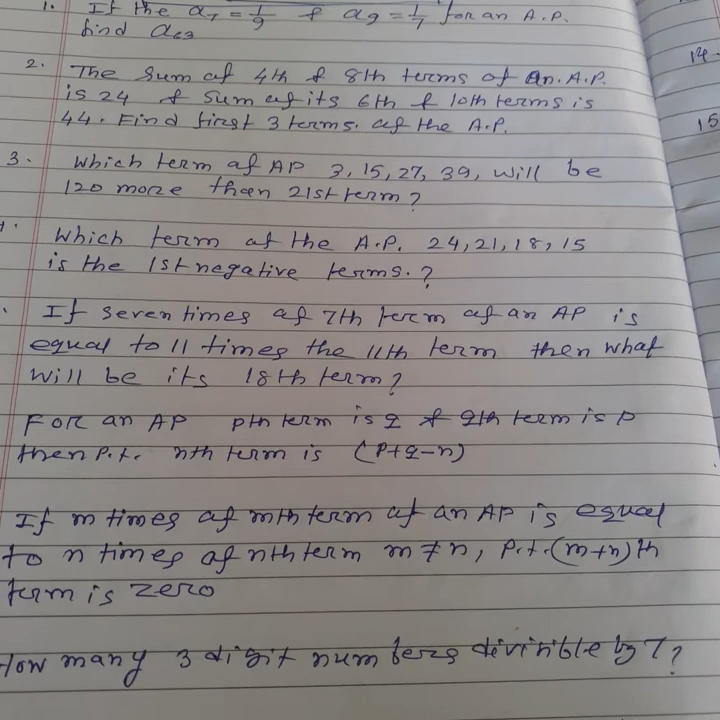 1. If the a7 = 1/9 & a9 = 1/7 for an A.P.
find a63
14.
2. The sum of 4th & 8th terms of an. A.P.
is 24 & sum of its 6th & 10th terms is
44. Find first 3 terms. of the A.P.
15
3. Which term of AP 3, 15, 27, 39, will be
120 more than 21st term?
Which term of the A.P. 24, 21, 18, 15
is the 1st negative terms.?
If seven times of 7th term of an AP is
equal to 11 times the 11th term then what
will be its 18th term?
FOR an AP pth term is q & qth term is p
then P.t. nth term is (p+q-n)
If m times of mth term of an AP is equal
to n times of nth term m ≠ n, P.t. (m+n)th
term is zero
How many 3 digit numbers divisible by 7?